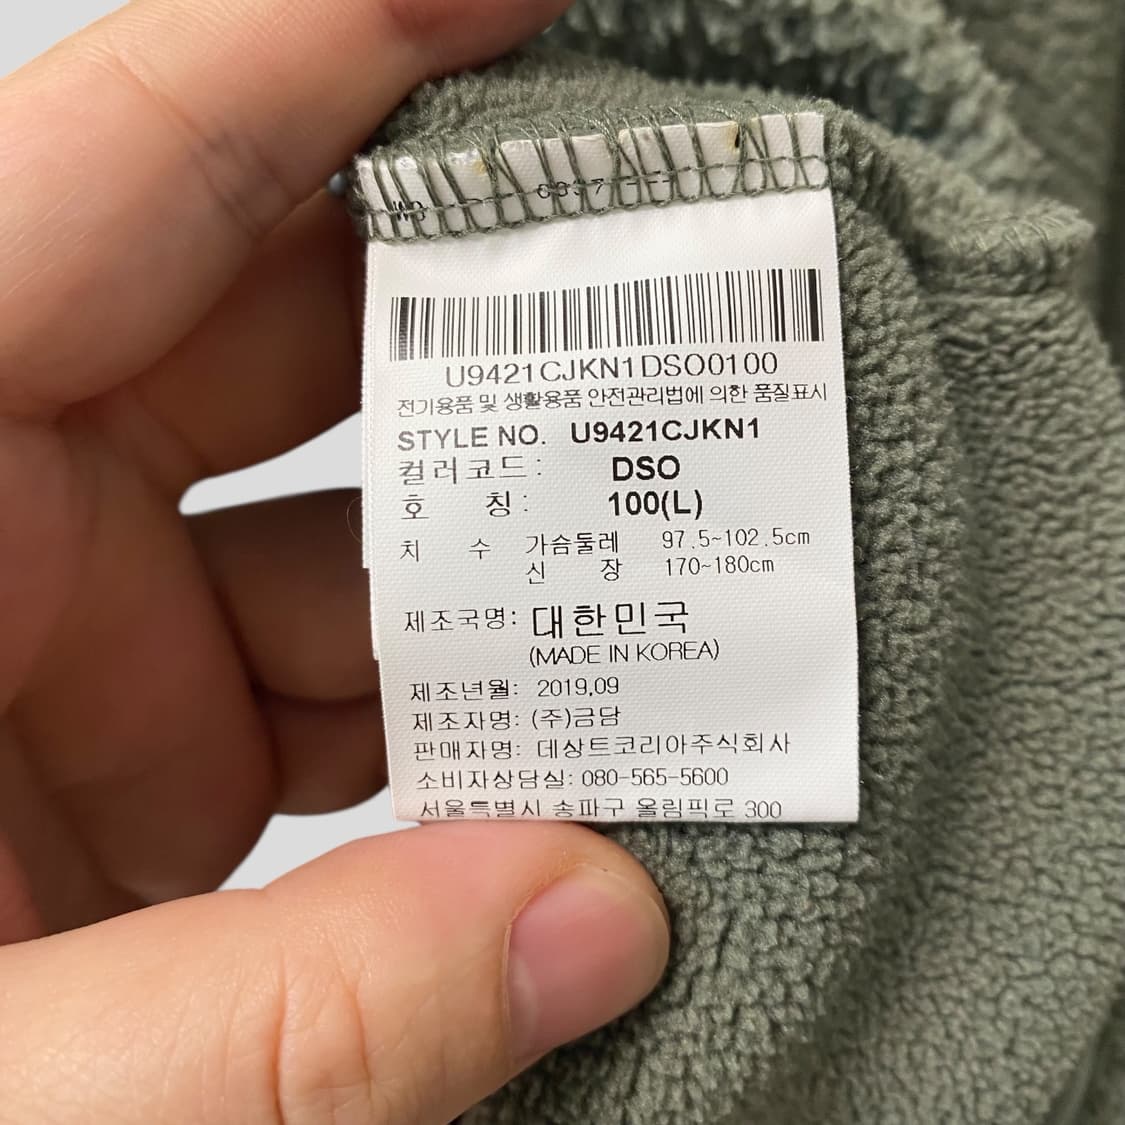 U9421CJKN1DSO0100
전기용품 및 생활용품 안전관리법에 의한 품질표시
STYLE NO. U9421CJKN1
컬러코드: DSO
호 칭: 100(L)
치 수 가슴둘레 97.5~102.5cm
신 장 170~180cm
제조국명: 대한민국
(MADE IN KOREA)
제조년월: 2019.09
제조자명: (주)금담
판매자명: 데상트코리아주식회사
소비자상담실: 080-565-5600
서울특별시 송파구 올림픽로 300